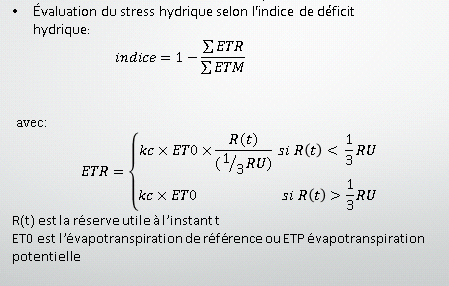 • Évaluation du stress hydrique selon l'indice de déficit
hydrique:
indice = 1 − ∑ ETR / ∑ ETM
avec:
ETR = { kc × ET0 × R(t) / (1/3 RU) si R(t) < 1/3 RU
kc × ET0 si R(t) > 1/3 RU
R(t) est la réserve utile à l'instant t
ET0 est l'évapotranspiration de référence ou ETP évapotranspiration
potentielle